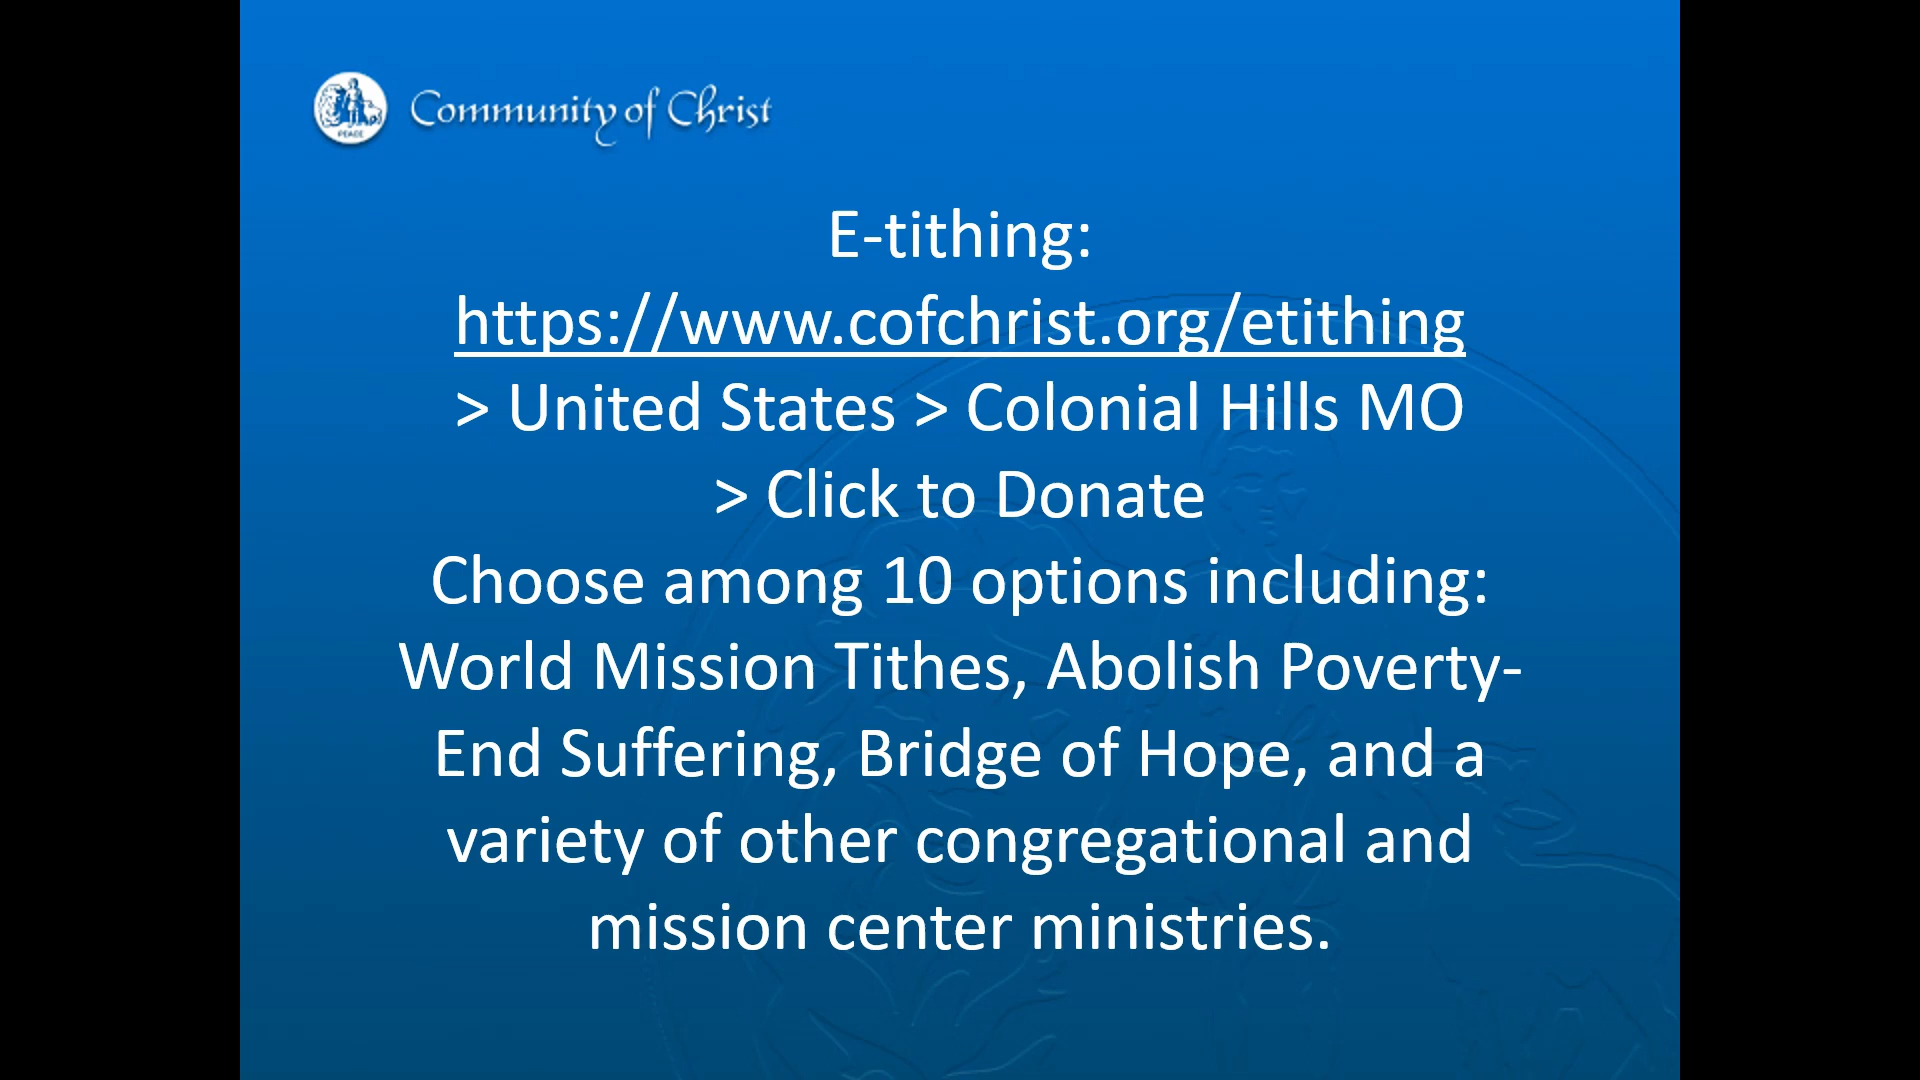 PEACE
Community of Christ
E-tithing:
https://www.cofchrist.org/etithing
> United States > Colonial Hills MO
> Click to Donate
Choose among 10 options including:
World Mission Tithes, Abolish Poverty-
End Suffering, Bridge of Hope, and a
variety of other congregational and
mission center ministries.